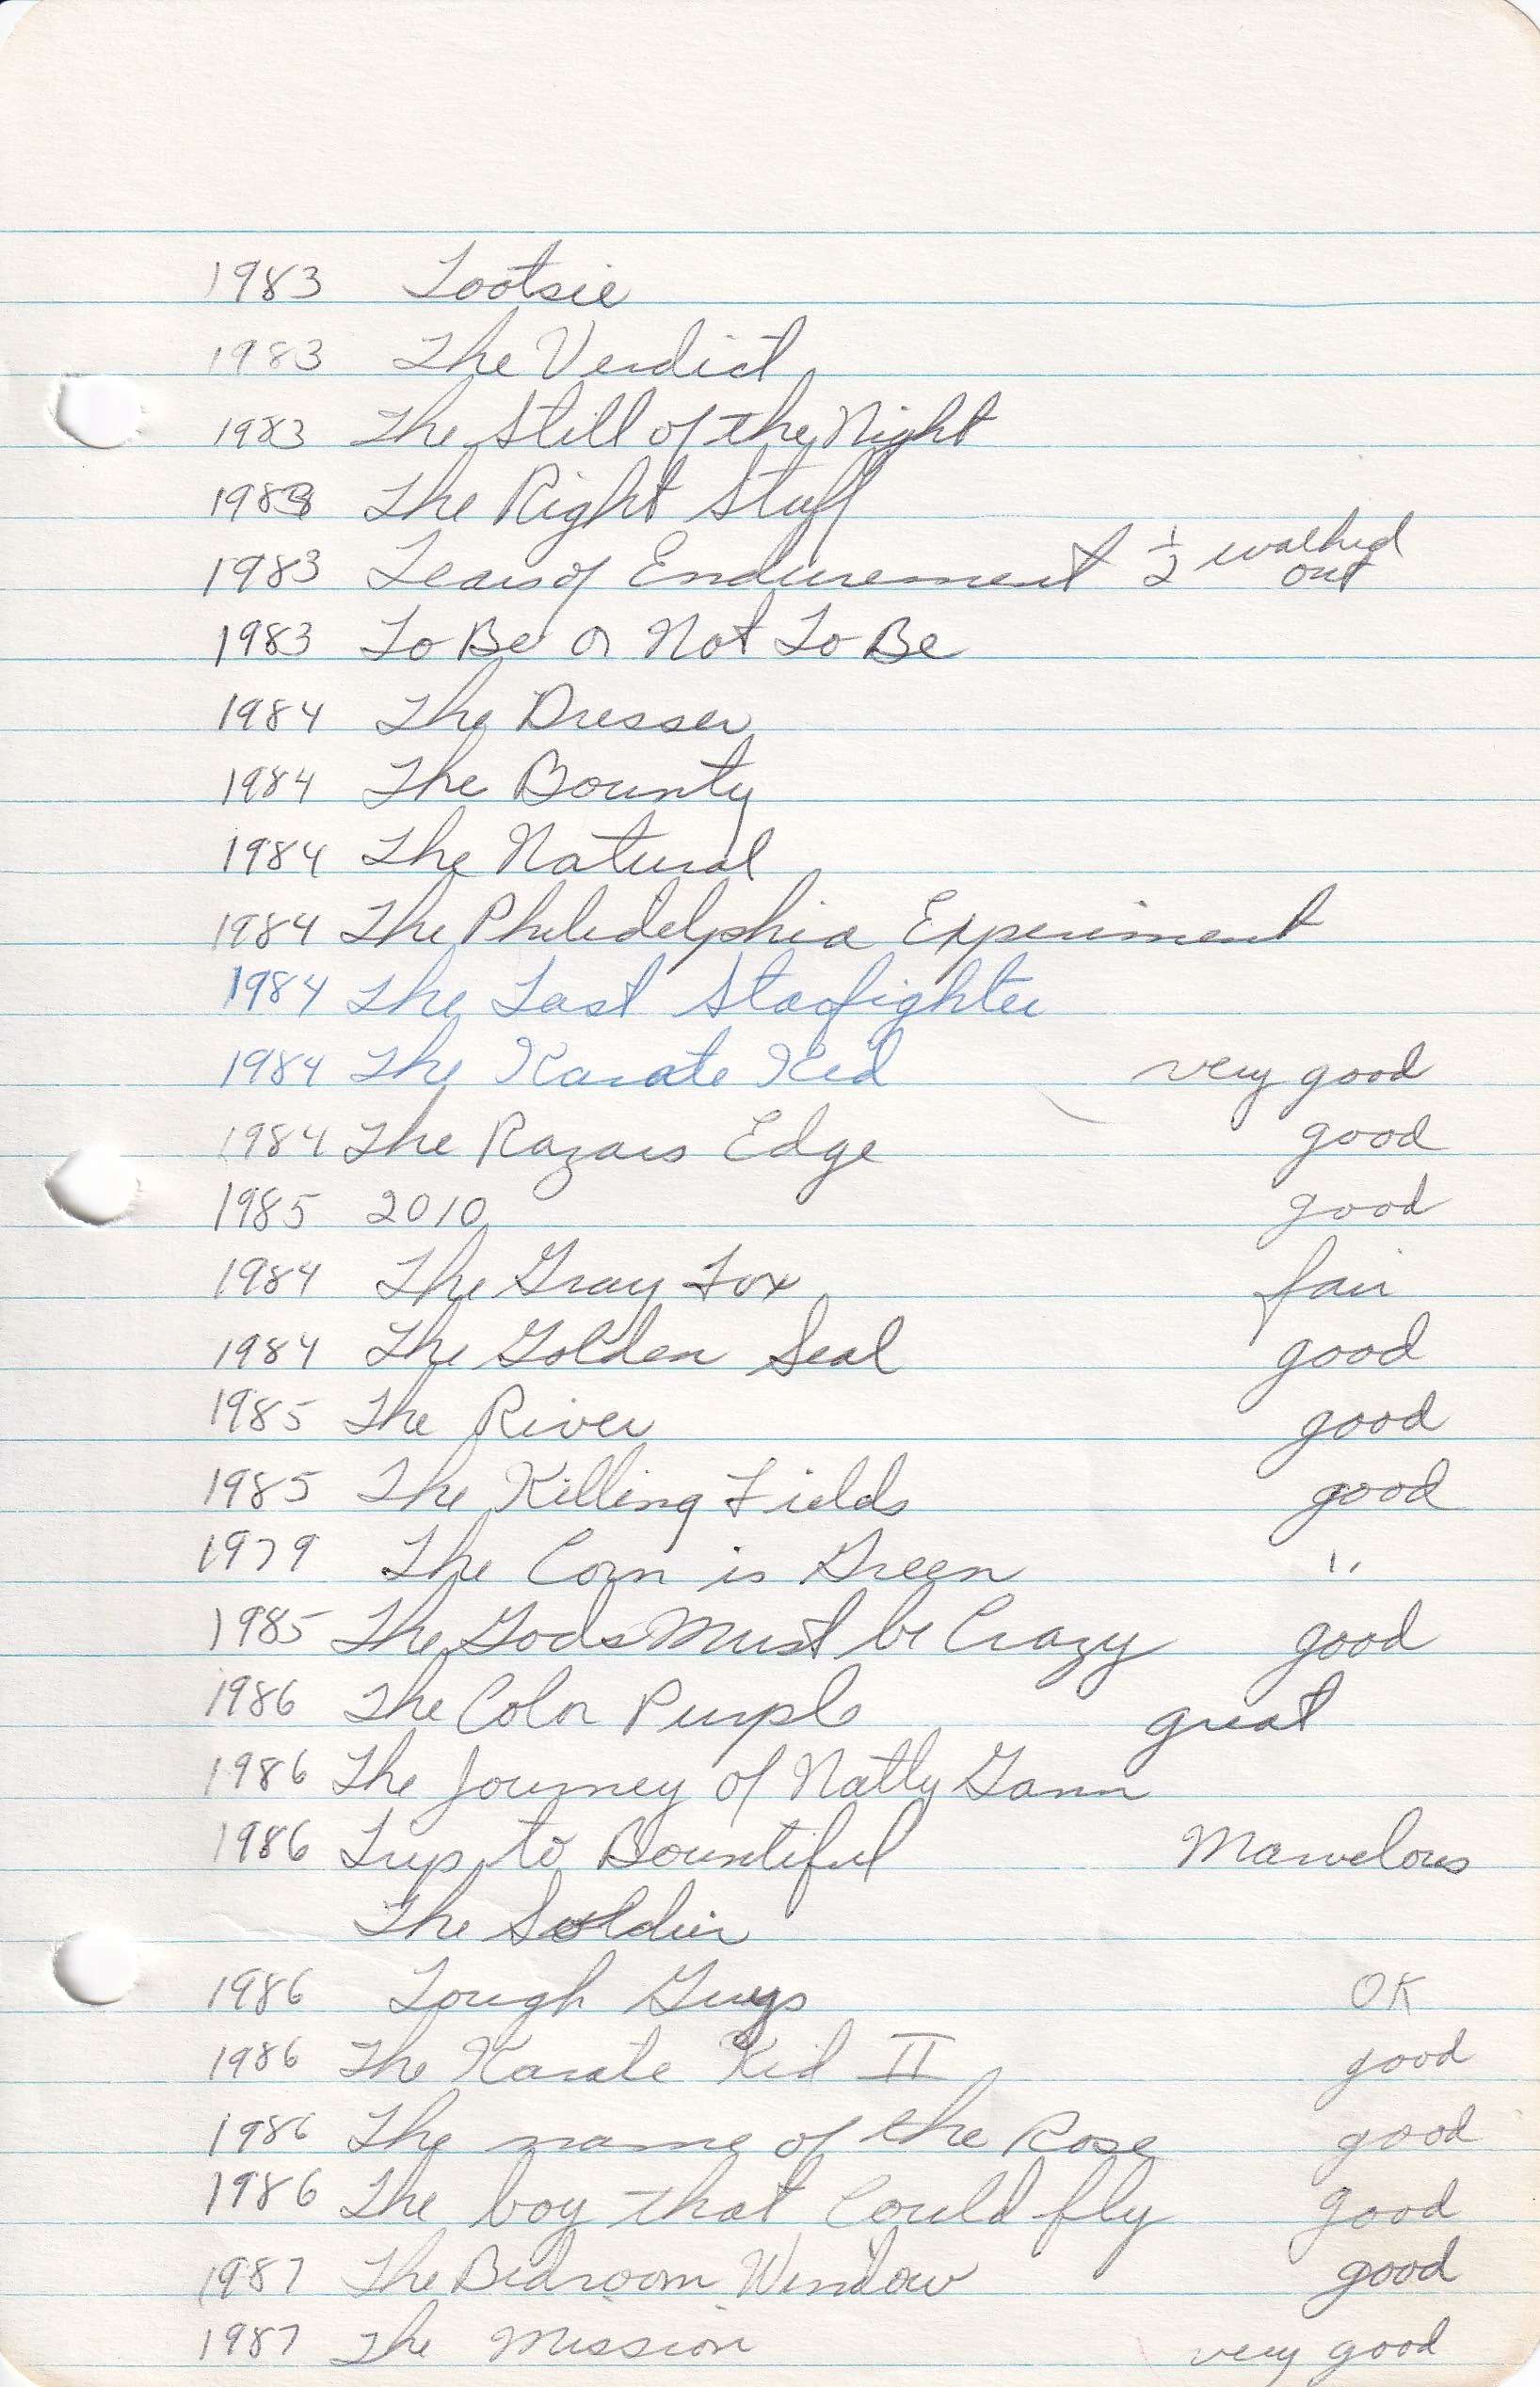 1983 Tootsie
1983 The Verdict
1983 The Still of the Night
1983 The Right Stuff
1983 Tears of Endurement ½ walked out
1983 To Be or Not To Be
1984 The Dresser
1984 The Bounty
1984 The Natural
1984 The Philidelphia Experiment
1984 The Last Starfighter
1984 The Karate Kid very good
1984 The Razars Edge good
1985 2010 good
1984 The Gray Fox fair
1984 The Golden Seal good
1985 The River good
1985 The Killing Fields good
1979 The Corn is Green "
1985 The Gods Must be Crazy good
1986 The Color Purple great
1986 The Journey of Natty Gann
1986 Trip to Bountiful Marvelous
The Soldier
1986 Tough Guys OK
1986 The Karate Kid II good
1986 The name of the Rose good
1986 The boy that Could fly good
1987 The Bedroom Window good
1987 The Mission very good